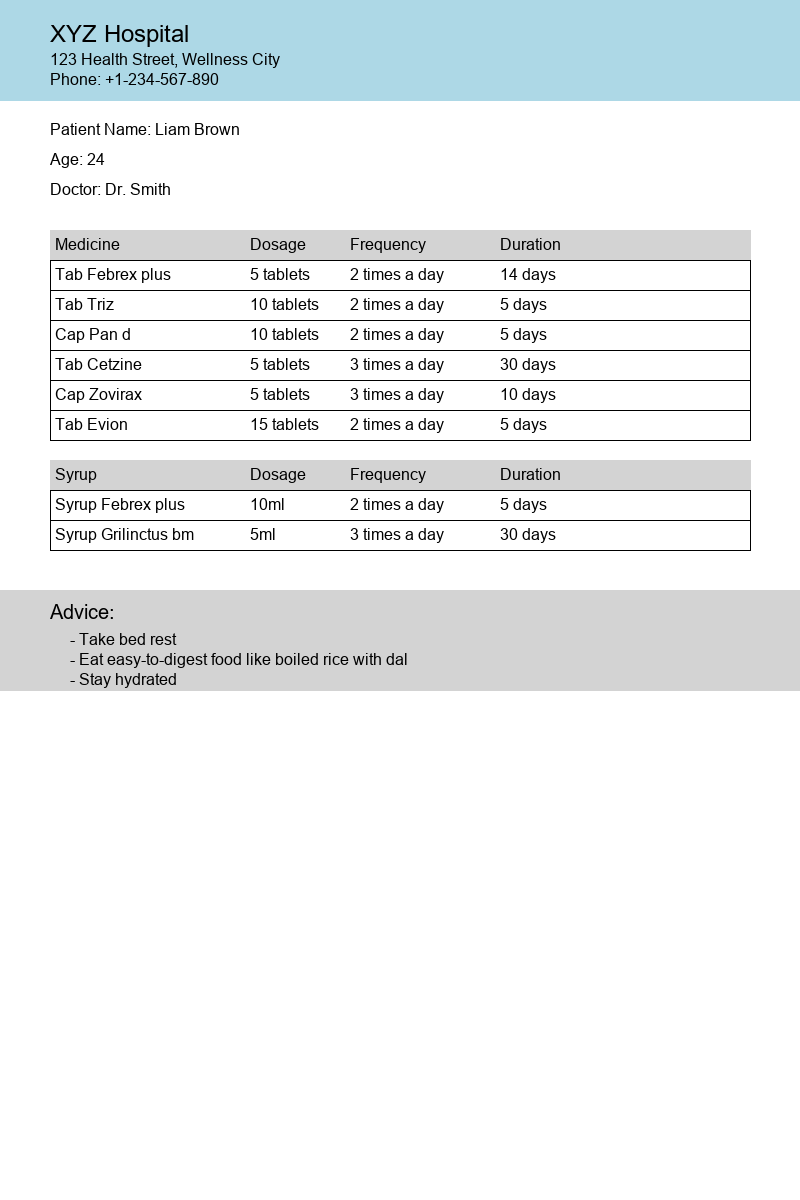 XYZ Hospital
123 Health Street, Wellness City
Phone: +1-234-567-890
Patient Name: Liam Brown
Age: 24
Doctor: Dr. Smith
Medicine Dosage Frequency Duration
Tab Febrex plus 5 tablets 2 times a day 14 days
Tab Triz 10 tablets 2 times a day 5 days
Cap Pan d 10 tablets 2 times a day 5 days
Tab Cetzine 5 tablets 3 times a day 30 days
Cap Zovirax 5 tablets 3 times a day 10 days
Tab Evion 15 tablets 2 times a day 5 days
Syrup Dosage Frequency Duration
Syrup Febrex plus 10ml 2 times a day 5 days
Syrup Grilinctus bm 5ml 3 times a day 30 days
Advice:
- Take bed rest
- Eat easy-to-digest food like boiled rice with dal
- Stay hydrated